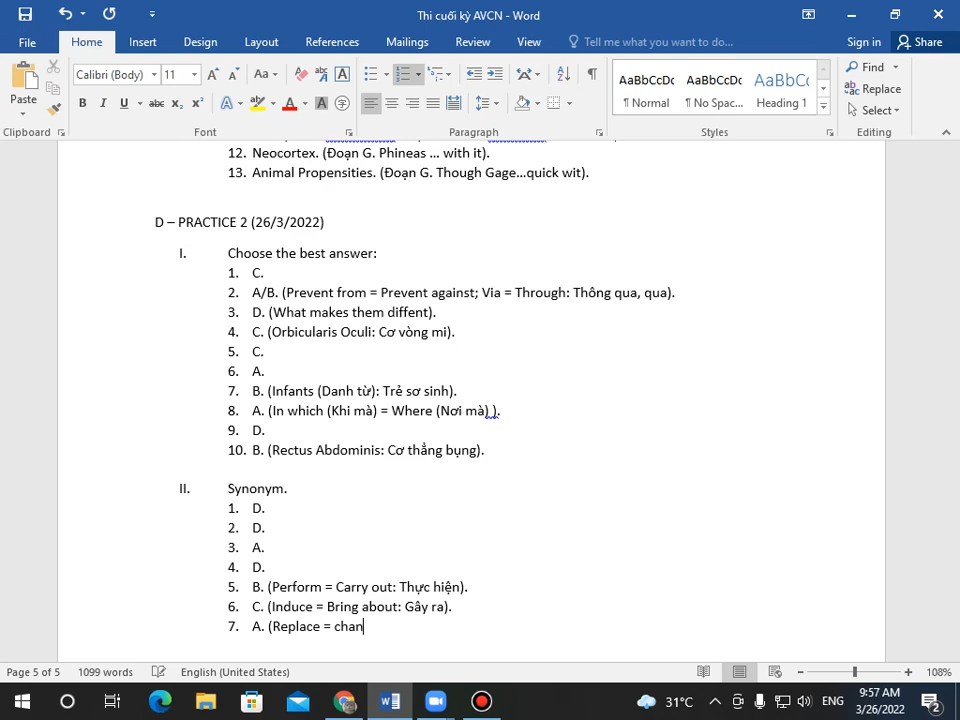 Thi cuối kỳ AVCN - Word
File Home Insert Design Layout References Mailings Review View Tell me what you want to do... Sign in Share
Calibri (Body) 11 Aa
Paste B I U abc X₂ X²
AaBbCcDc AaBbCcDc AaBbCc
¶ Normal ¶ No Spac... Heading 1
Find
Replace
Select
Clipboard Font Paragraph Styles Editing
12. Neocortex. (Đoạn G. Phineas … with it).
13. Animal Propensities. (Đoạn G. Though Gage…quick wit).
D – PRACTICE 2 (26/3/2022)
I. Choose the best answer:
1. C.
2. A/B. (Prevent from = Prevent against; Via = Through: Thông qua, qua).
3. D. (What makes them diffent).
4. C. (Orbicularis Oculi: Cơ vòng mi).
5. C.
6. A.
7. B. (Infants (Danh từ): Trẻ sơ sinh).
8. A. (In which (Khi mà) = Where (Nơi mà) ).
9. D.
10. B. (Rectus Abdominis: Cơ thẳng bụng).
II. Synonym.
1. D.
2. D.
3. A.
4. D.
5. B. (Perform = Carry out: Thực hiện).
6. C. (Induce = Bring about: Gây ra).
7. A. (Replace = chan
Page 5 of 5 1099 words English (United States) 108%
31°C ENG 9:57 AM
3/26/2022 2